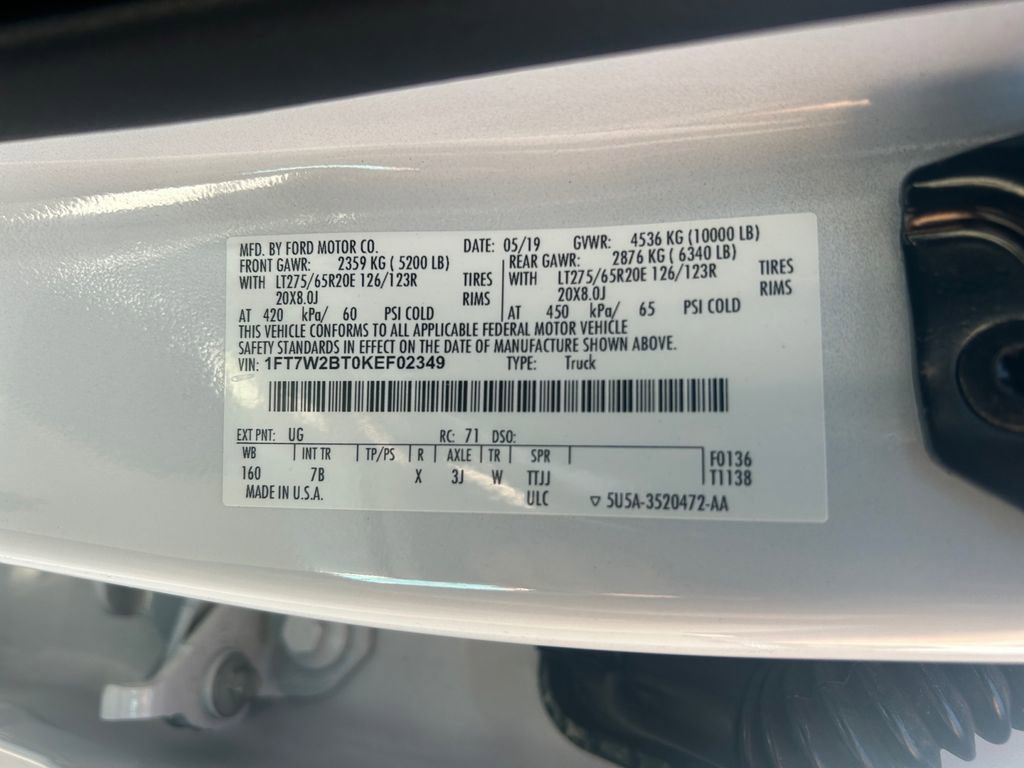 MFD. BY FORD MOTOR CO. DATE: 05/19 GVWR: 4536 KG (10000 LB)
FRONT GAWR: 2359 KG ( 5200 LB) REAR GAWR: 2876 KG ( 6340 LB)
WITH LT275/65R20E 126/123R TIRES WITH LT275/65R20E 126/123R TIRES
20X8.0J RIMS 20X8.0J RIMS
AT 420 kPa/ 60 PSI COLD AT 450 kPa/ 65 PSI COLD
THIS VEHICLE CONFORMS TO ALL APPLICABLE FEDERAL MOTOR VEHICLE
SAFETY STANDARDS IN EFFECT ON THE DATE OF MANUFACTURE SHOWN ABOVE.
VIN: 1FT7W2BT0KEF02349 TYPE: Truck
EXT PNT: UG RC: 71 DSO:
WB INT TR TP/PS R AXLE TR SPR F0136
160 7B X 3J W TTJJ T1138
MADE IN U.S.A. ULC ▽ 5U5A-3520472-AA